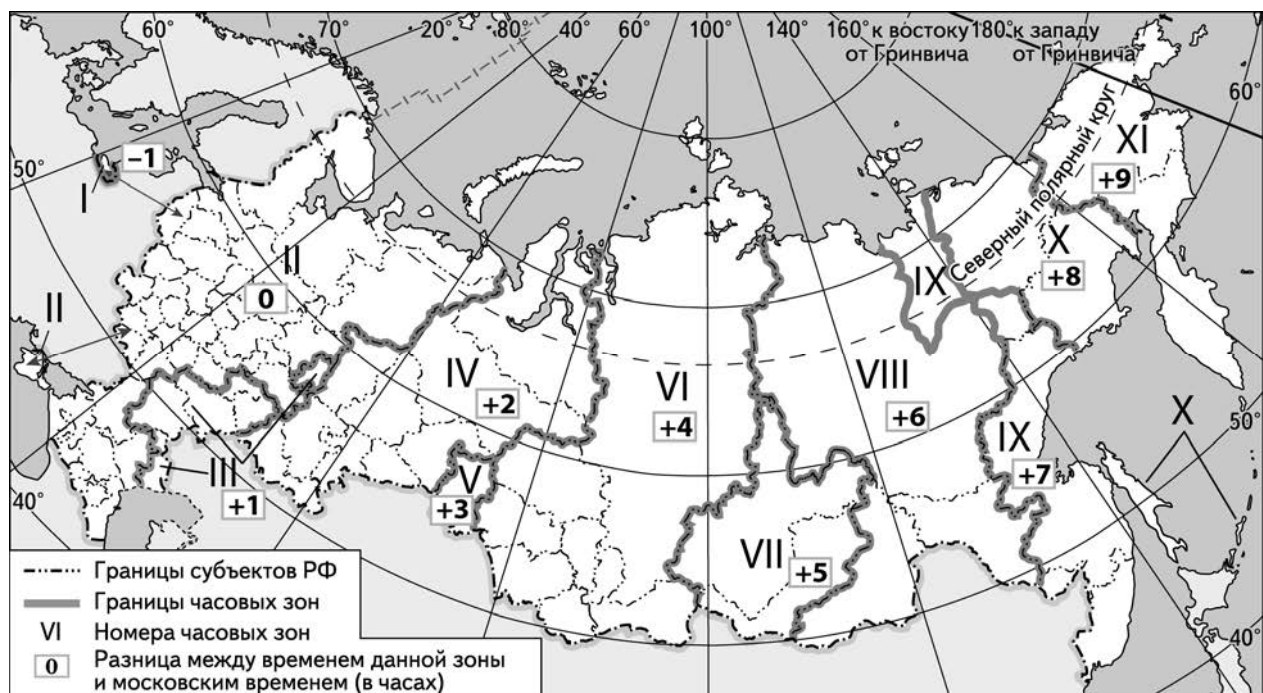 60° 70° 20° 40° 60° 80° 100° 120° 140° 160° к востоку 180° к западу
от Гринвича от Гринвича
60°
Северный полярный круг
50°
–1
I
XI
+9
II
0
IX
X
+8
II
IV
+2
VI
+4
VIII
+6
50°
X
III
+1
V
+3
IX
+7
40°
VII
+5
40°
Границы субъектов РФ
Границы часовых зон
VI Номера часовых зон
0 Разница между временем данной зоны
и московским временем (в часах)